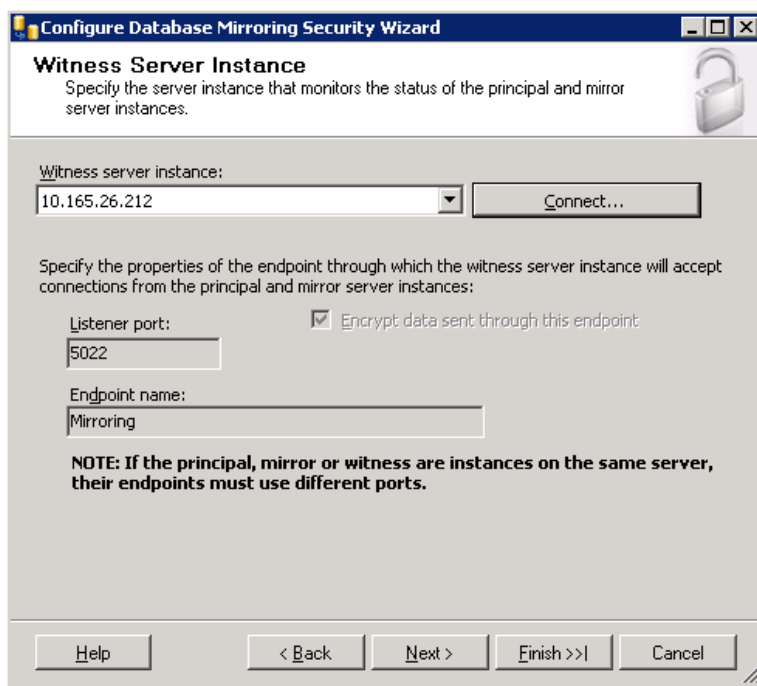 Configure Database Mirroring Security Wizard
Witness Server Instance
Specify the server instance that monitors the status of the principal and mirror
server instances.
Witness server instance:
10.165.26.212
Connect...
Specify the properties of the endpoint through which the witness server instance will accept
connections from the principal and mirror server instances:
Listener port:
Encrypt data sent through this endpoint
5022
Endpoint name:
Mirroring
NOTE: If the principal, mirror or witness are instances on the same server,
their endpoints must use different ports.
Help
< Back
Next >
Finish >>|
Cancel